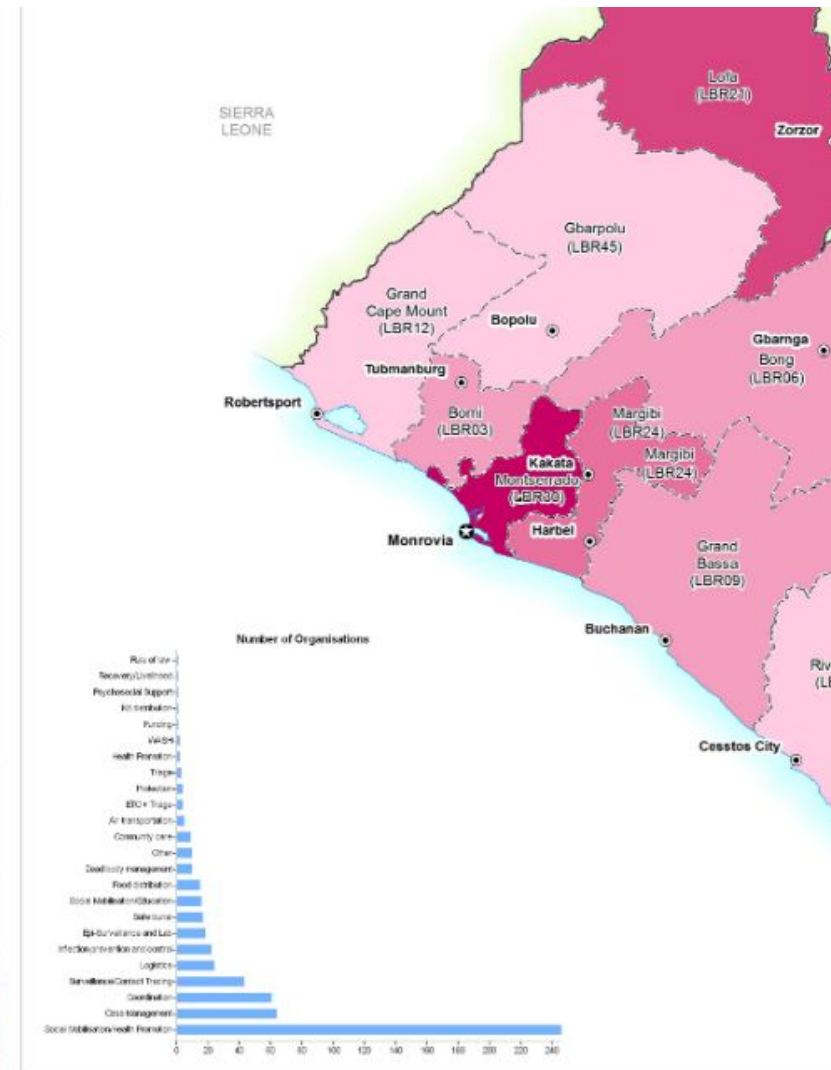 SIERRA
LEONE
Lofa
(LBR21)
Zorzor
Gbarpolu
(LBR45)
Grand
Cape Mount
(LBR12)
Bopolu
Gbarnga
Bong
(LBR06)
Tubmanburg
Robertsport
Bomi
(LBR03)
Margibi
(LBR24)
Margibi
(LBR24)
Kakata
Montserrado
(LBR30)
Harbel
Monrovia
Grand
Bassa
(LBR09)
Buchanan
Riv
(LB
Cesstos City
Number of Organisations
Rule of law
Recovery/Livelihood
Psychosocial Support
Funding
WASH
Health Promotion
Triage
Protection
ETC + Triage
Air transportation
Community care
Other
Dead body management
Food distribution
Social Mobilisation/Education
Epi-Surveillance and Lab
Infection prevention and control
Logistics
Surveillance/Contact Tracing
Coordination
Case Management
Social Mobilisation/Health Promotion
0 20 40 60 80 100 120 140 160 180 200 220 240